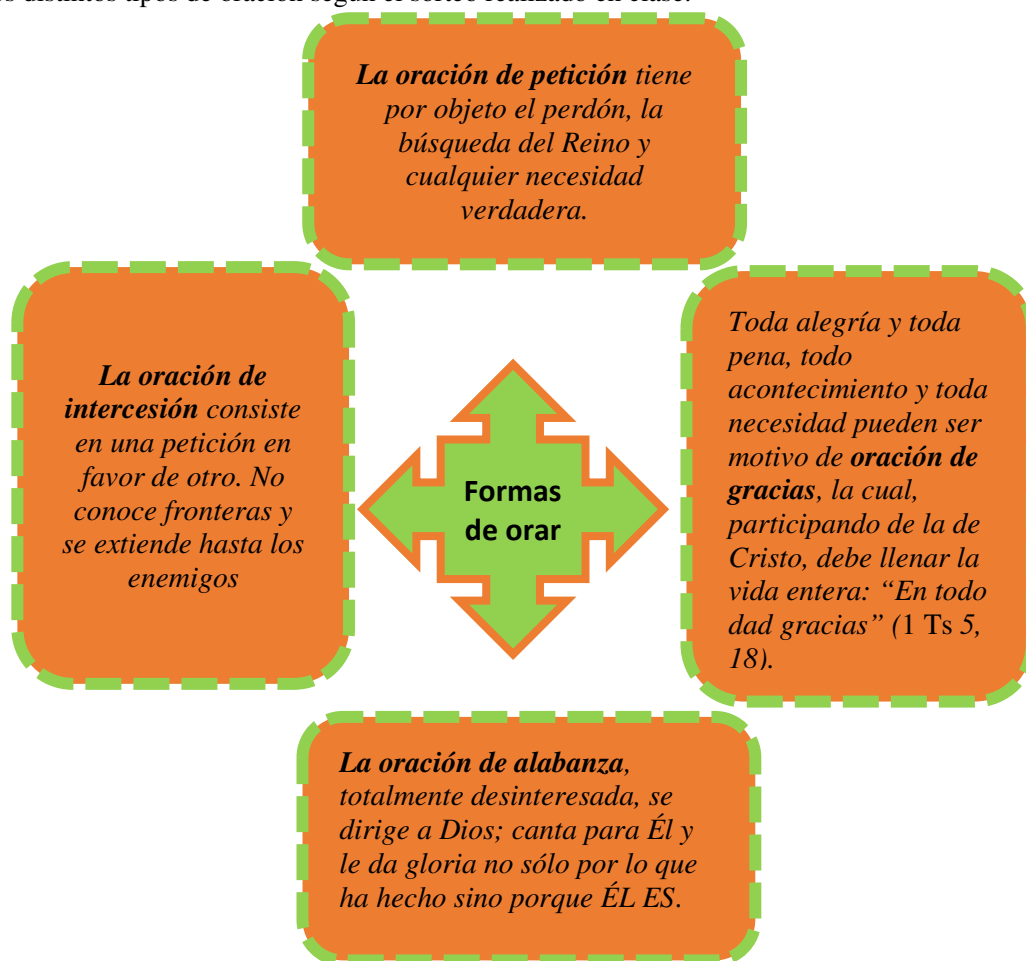 distintos tipos de oración según el sorteo realizado en clase.
La oración de petición tiene
por objeto el perdón, la
búsqueda del Reino y
cualquier necesidad
verdadera.
La oración de
intercesión consiste
en una petición en
favor de otro. No
conoce fronteras y
se extiende hasta los
enemigos
Formas
de orar
Toda alegría y toda
pena, todo
acontecimiento y toda
necesidad pueden ser
motivo de oración de
gracias, la cual,
participando de la de
Cristo, debe llenar la
vida entera: “En todo
dad gracias” (1 Ts 5,
18).
La oración de alabanza,
totalmente desinteresada, se
dirige a Dios; canta para Él y
le da gloria no sólo por lo que
ha hecho sino porque ÉL ES.